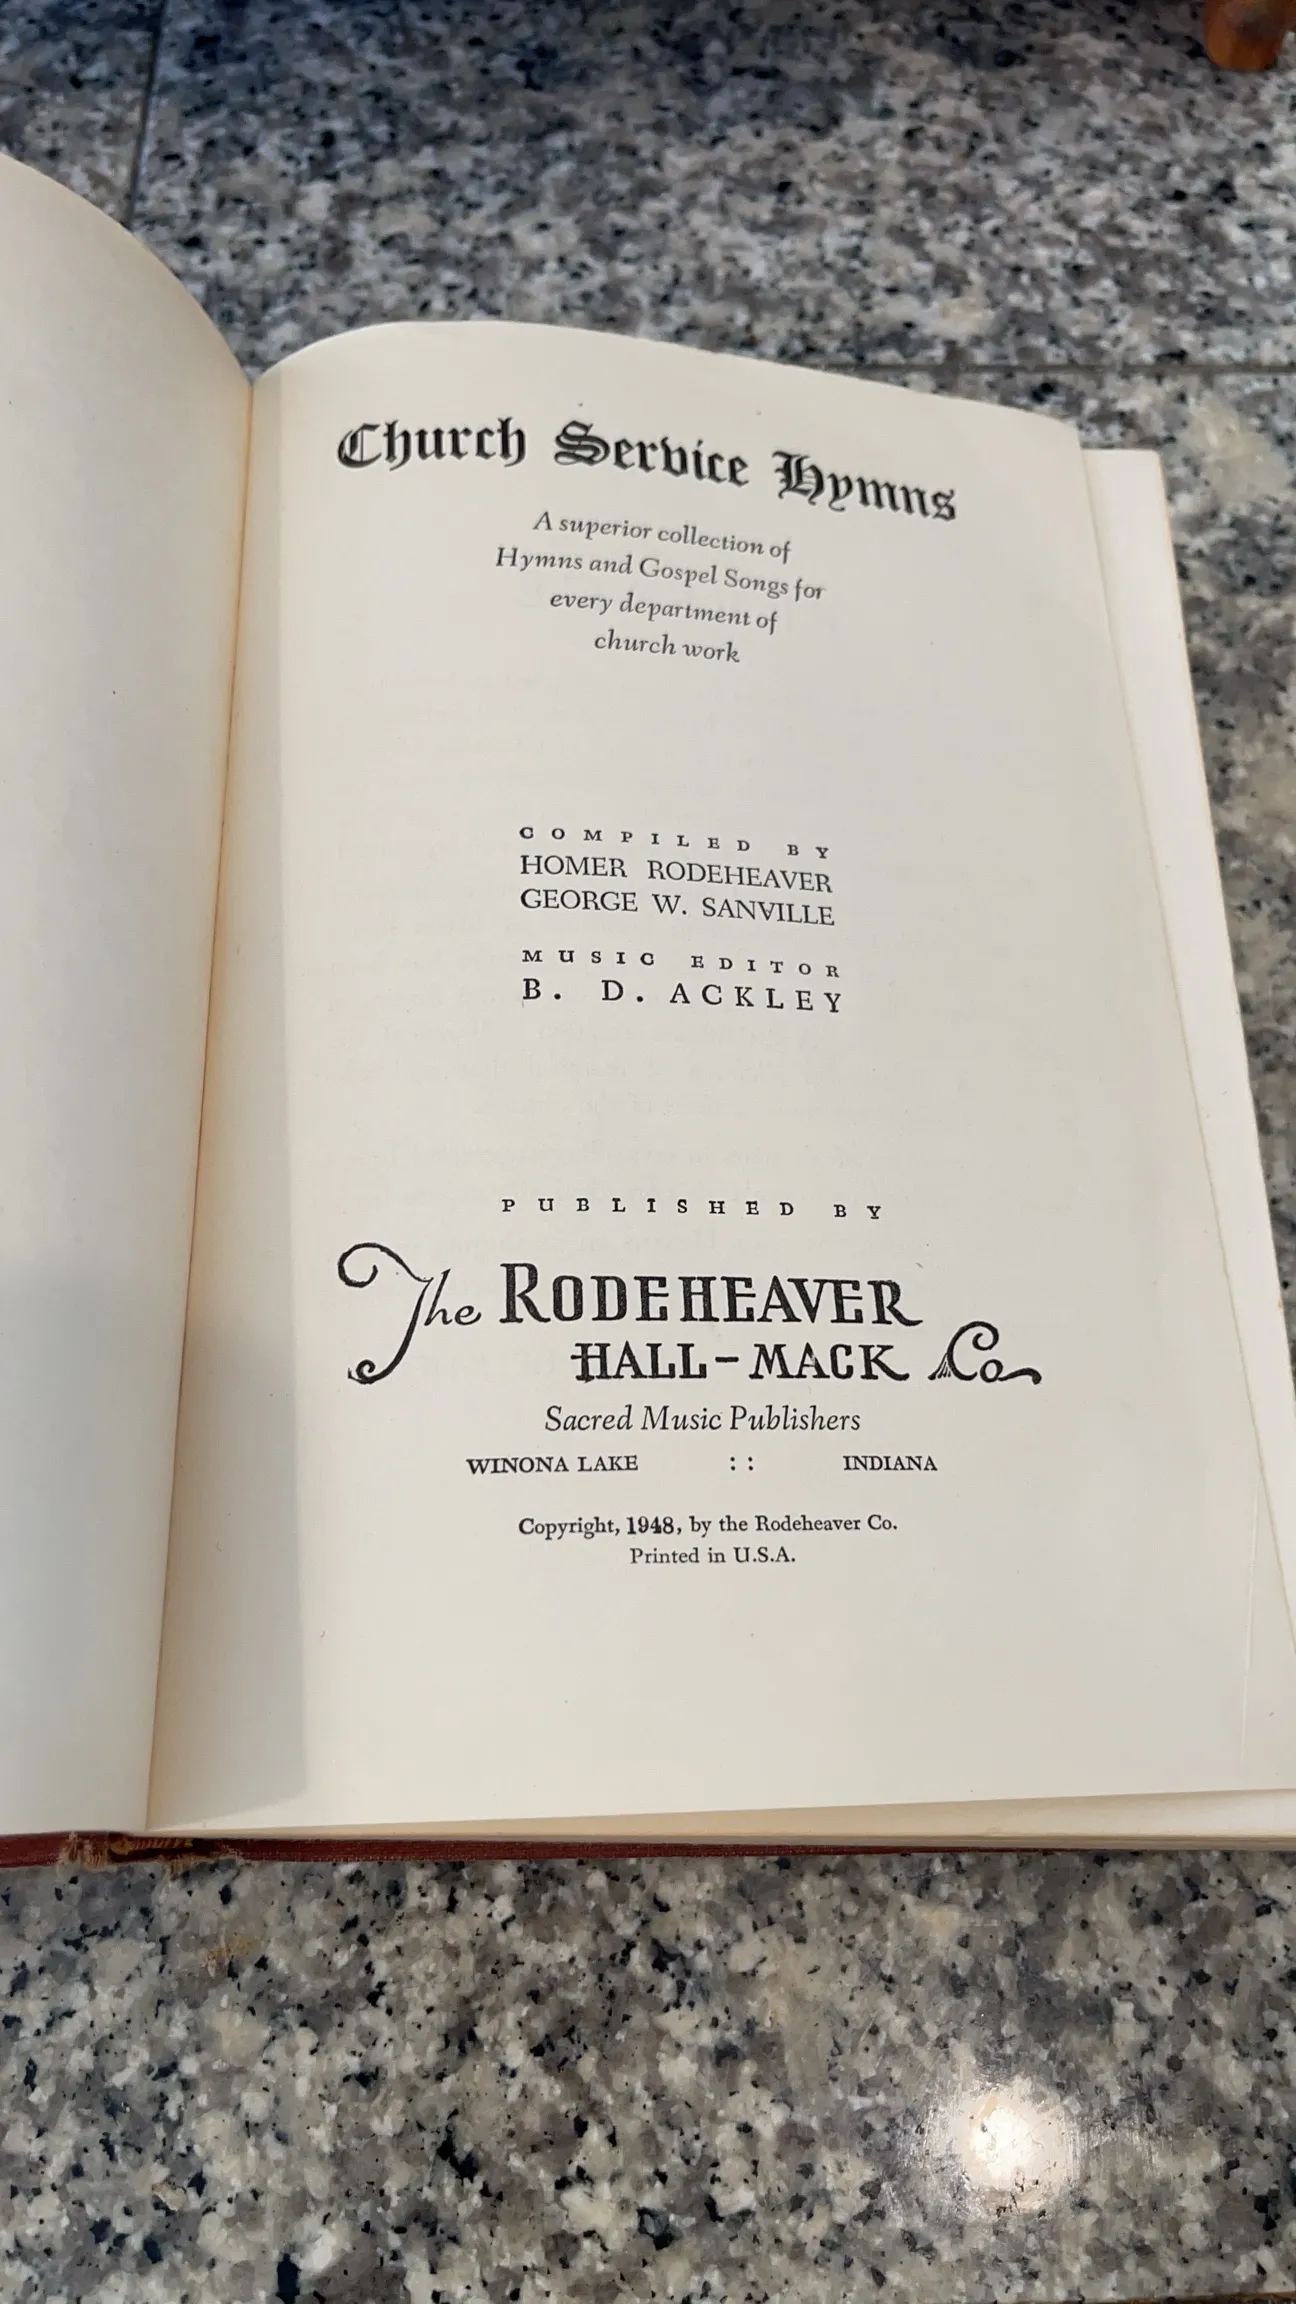 Church Service Hymns
A superior collection of
Hymns and Gospel Songs for
every department of
church work
COMPILED BY
HOMER RODEHEAVER
GEORGE W. SANVILLE
MUSIC EDITOR
B. D. ACKLEY
PUBLISHED BY
The RODEHEAVER
HALL-MACK Co.
Sacred Music Publishers
WINONA LAKE :: INDIANA
Copyright, 1948, by the Rodeheaver Co.
Printed in U.S.A.